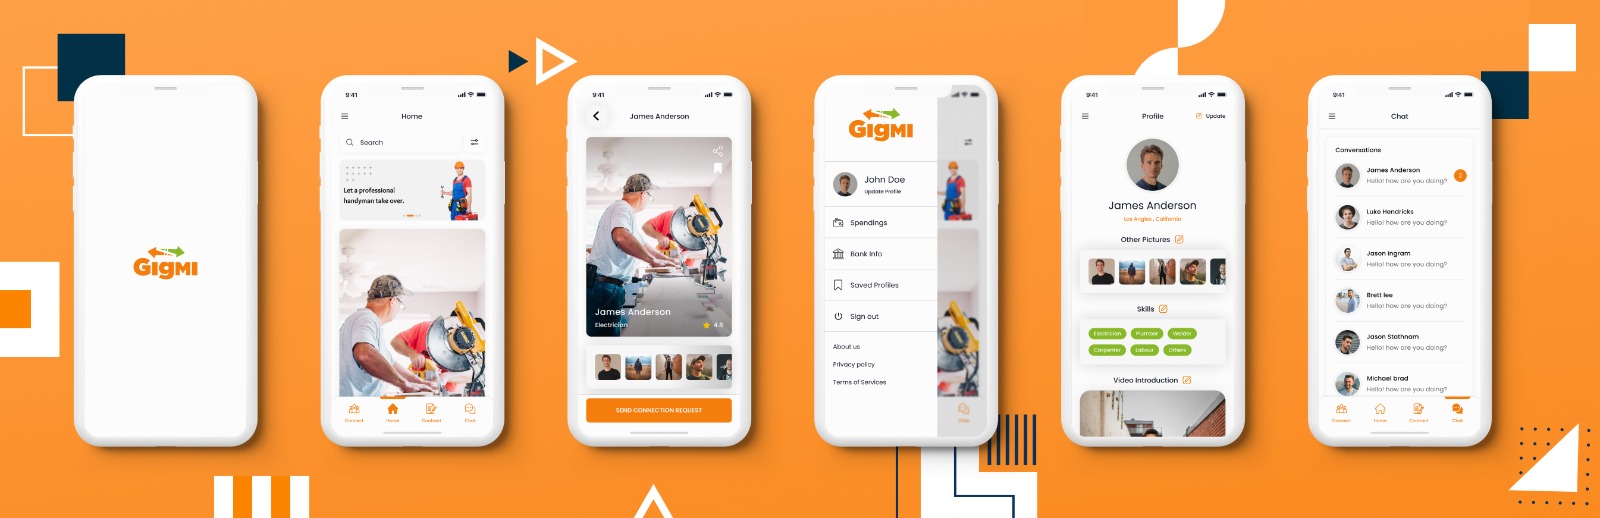 GigMI
9:41
Home
Search
Let a professional
handyman take over.
Connect
Home
Contract
Chat
9:41
James Anderson
James Anderson
Electrician
4.8
SEND CONNECTION REQUEST
GigMI
John Dae
Update Profile
Spendings
Bank Info
Saved Profiles
Sign out
About us
Privacy policy
Terms of Services
Chat
9:41
Profile
Update
James Anderson
Los Angles , California
Other Pictures
Skills
Electrician
Plumber
Welder
Carpenter
Labour
Others
Video Introduction
9:41
Chat
Conversations
James Anderson
Hello! how are you doing?
2
Luke Hendricks
Hello! how are you doing?
Jason Ingram
Hello! how are you doing?
Brett lee
Hello! how are you doing?
Jason Stathnam
Hello! how are you doing?
Michael brad
Hello! how are you doing?
Connect
Home
Contract
Chat